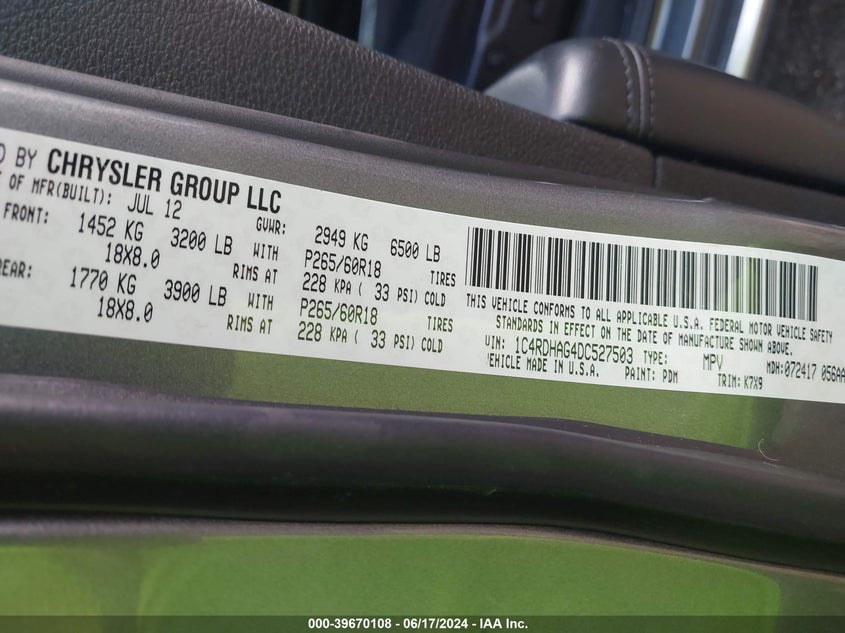 D BY CHRYSLER GROUP LLC
OF MFR(BUILT): JUL 12 GVWR: 2949 KG 6500 LB
FRONT: 1452 KG 3200 LB WITH P265/60R18 TIRES
18X8.0 RIMS AT 228 KPA ( 33 PSI) COLD
EAR: 1770 KG 3900 LB WITH P265/60R18 TIRES
18X8.0 RIMS AT 228 KPA ( 33 PSI) COLD
THIS VEHICLE CONFORMS TO ALL APPLICABLE U.S.A. FEDERAL MOTOR VEHICLE SAFETY
STANDARDS IN EFFECT ON THE DATE OF MANUFACTURE SHOWN ABOVE.
VIN: 1C4RDHAG4DC527503 TYPE: MPV MDH:072417 056AA
VEHICLE MADE IN U.S.A. PAINT: PDM TRIM: K7X9
000-39670108 - 06/17/2024 - IAA Inc.